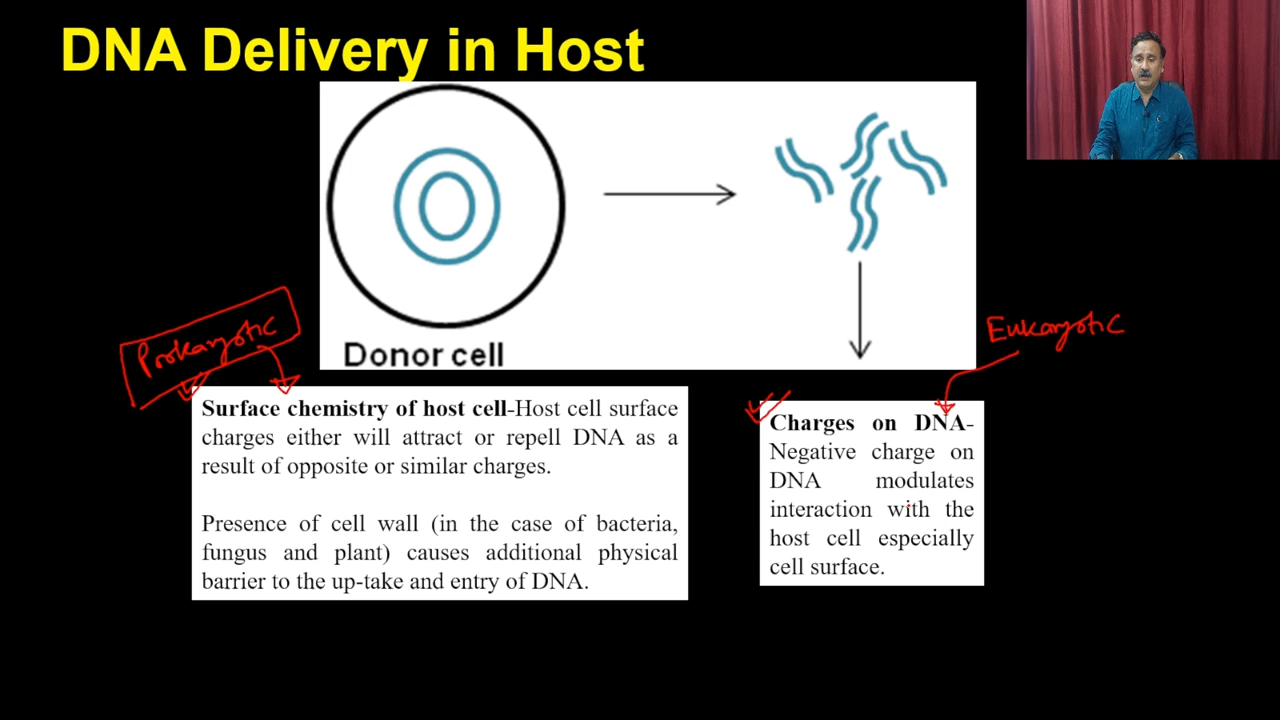 DNA Delivery in Host
Donor cell
Prokaryotic
Eukaryotic
Surface chemistry of host cell-Host cell surface
charges either will attract or repell DNA as a
result of opposite or similar charges.
Presence of cell wall (in the case of bacteria,
fungus and plant) causes additional physical
barrier to the up-take and entry of DNA.
Charges on DNA-
Negative charge on
DNA modulates
interaction with the
host cell especially
cell surface.